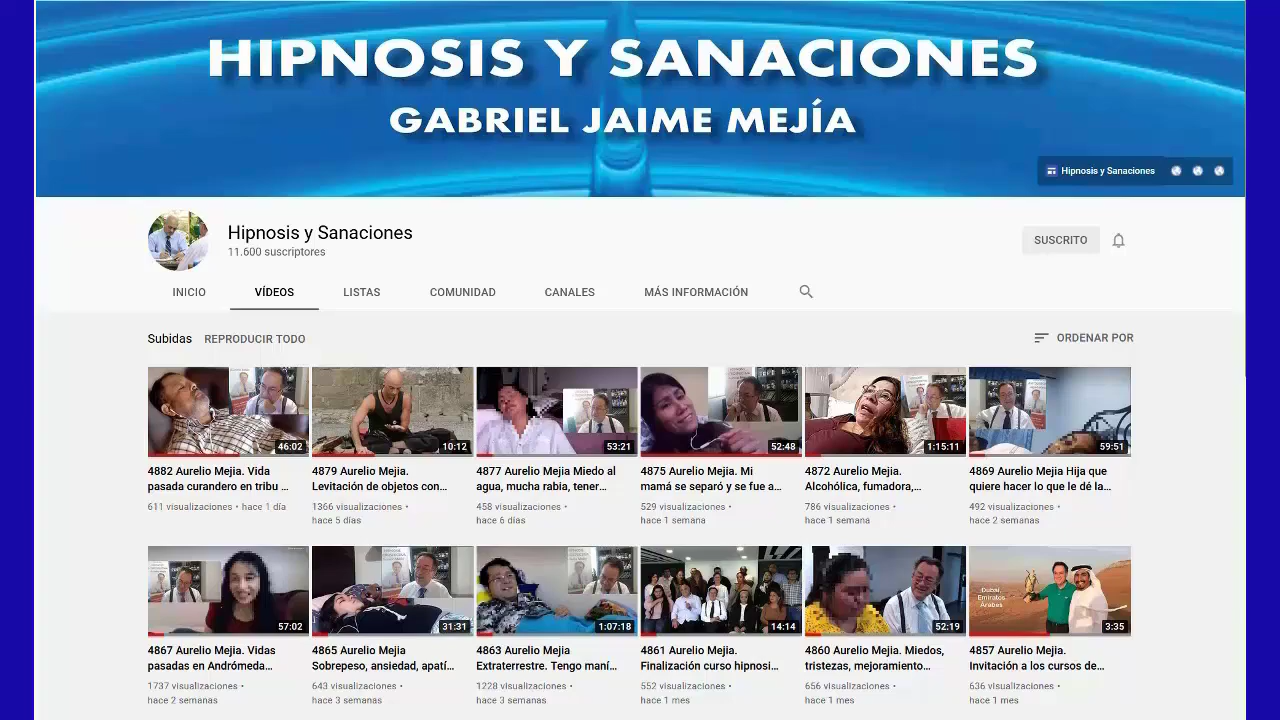 HIPNOSIS Y SANACIONES
GABRIEL JAIME MEJÍA
Hipnosis y Sanaciones
Hipnosis y Sanaciones
11.600 suscriptores
SUSCRITO
INICIO VÍDEOS LISTAS COMUNIDAD CANALES MÁS INFORMACIÓN
Subidas REPRODUCIR TODO ORDENAR POR
46:02
10:12
53:21
52:48
1:15:11
59:51
4882 Aurelio Mejia. Vida
pasada curandero en tribu ...
611 visualizaciones • hace 1 día
4879 Aurelio Mejia.
Levitación de objetos con...
1366 visualizaciones •
hace 5 días
4877 Aurelio Mejia Miedo al
agua, mucha rabia, tener...
458 visualizaciones •
hace 6 días
4875 Aurelio Mejia. Mi
mamá se separó y se fue a...
529 visualizaciones •
hace 1 semana
4872 Aurelio Mejia.
Alcohólica, fumadora,...
786 visualizaciones •
hace 1 semana
4869 Aurelio Mejia Hija que
quiere hacer lo que le dé la...
492 visualizaciones •
hace 2 semanas
57:02
31:31
1:07:18
14:14
52:19
Dubái,
Emiratos
Árabes
3:35
4867 Aurelio Mejia. Vidas
pasadas en Andrómeda...
1737 visualizaciones •
hace 2 semanas
4865 Aurelio Mejia
Sobrepeso, ansiedad, apatí...
643 visualizaciones •
hace 3 semanas
4863 Aurelio Mejia
Extraterrestre. Tengo maní...
1228 visualizaciones •
hace 3 semanas
4861 Aurelio Mejia.
Finalización curso hipnosi...
552 visualizaciones •
hace 1 mes
4860 Aurelio Mejia. Miedos,
tristezas, mejoramiento...
656 visualizaciones •
hace 1 mes
4857 Aurelio Mejia.
Invitación a los cursos de...
636 visualizaciones •
hace 1 mes